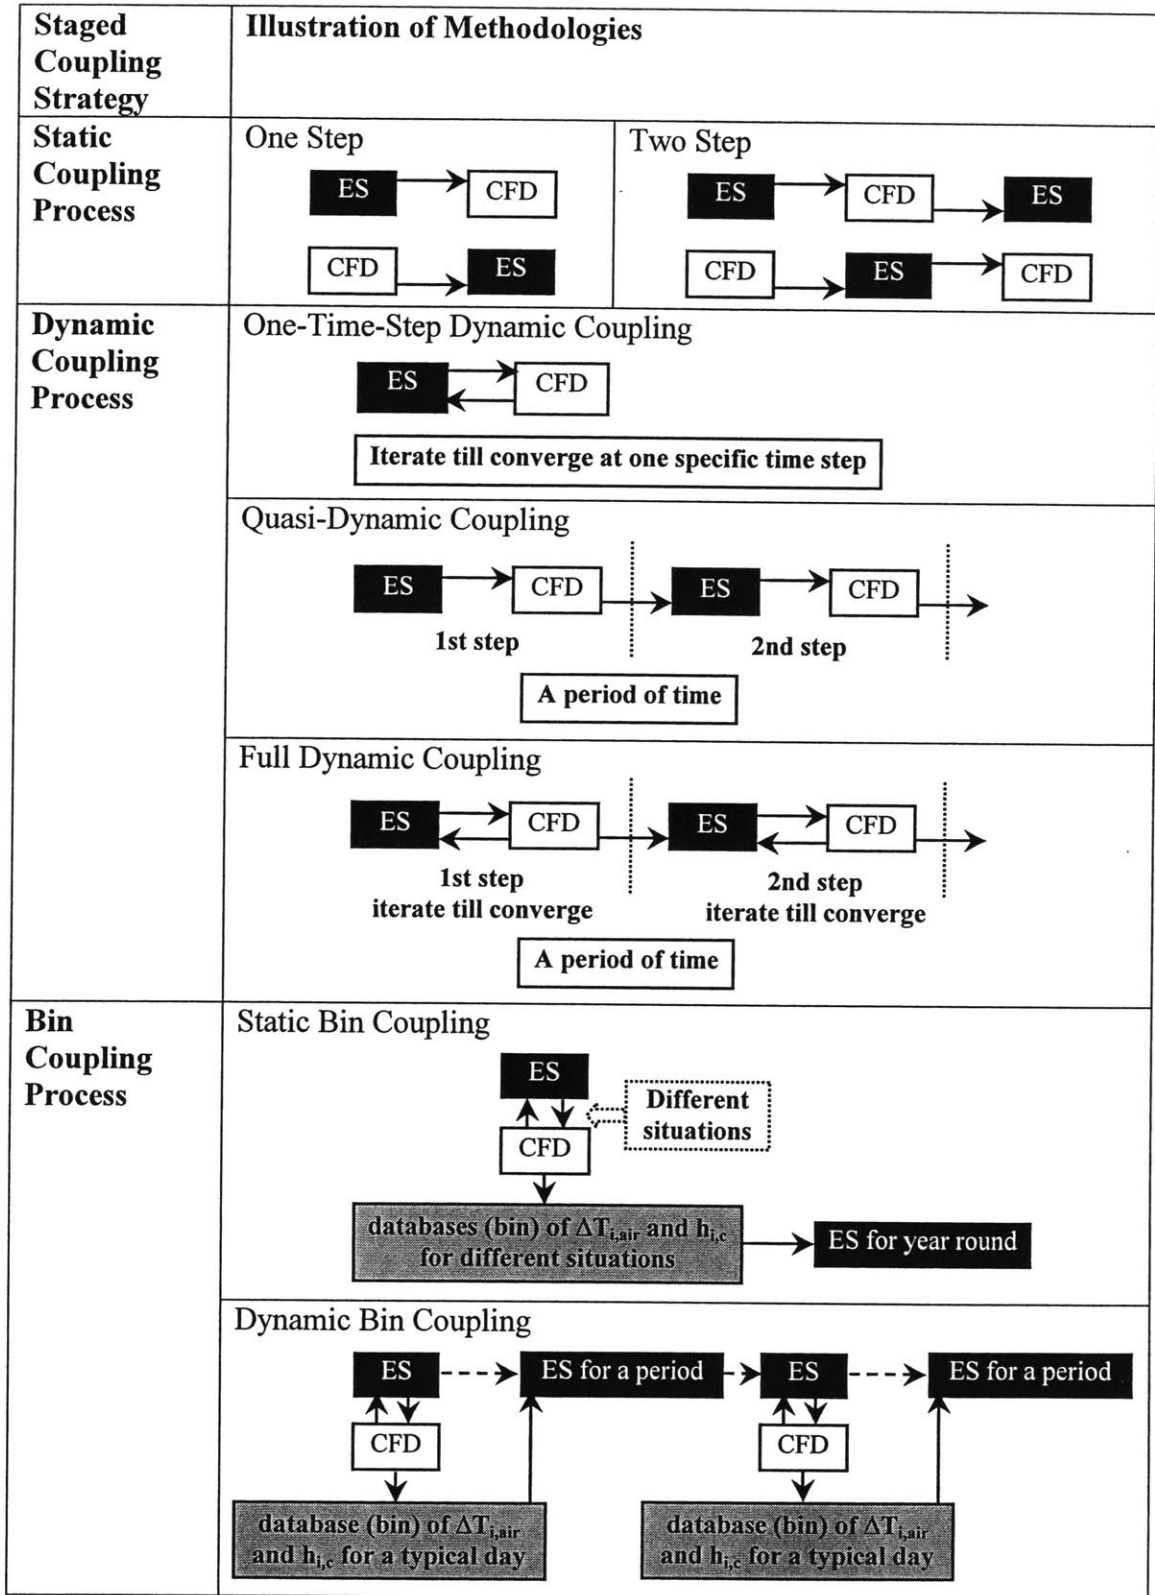 Staged
Coupling
Strategy
Illustration of Methodologies
Static
Coupling
Process
One Step
ES
CFD
CFD
ES
Two Step
ES
CFD
ES
CFD
ES
CFD
Dynamic
Coupling
Process
One-Time-Step Dynamic Coupling
ES
CFD
Iterate till converge at one specific time step
Quasi-Dynamic Coupling
ES
CFD
ES
CFD
1st step
2nd step
A period of time
Full Dynamic Coupling
ES
CFD
ES
CFD
1st step
iterate till converge
2nd step
iterate till converge
A period of time
Bin
Coupling
Process
Static Bin Coupling
ES
Different
situations
CFD
databases (bin) of ΔTi,air and hi,c
for different situations
ES for year round
Dynamic Bin Coupling
ES
ES for a period
ES
ES for a period
CFD
CFD
database (bin) of ΔTi,air
and hi,c for a typical day
database (bin) of ΔTi,air
and hi,c for a typical day